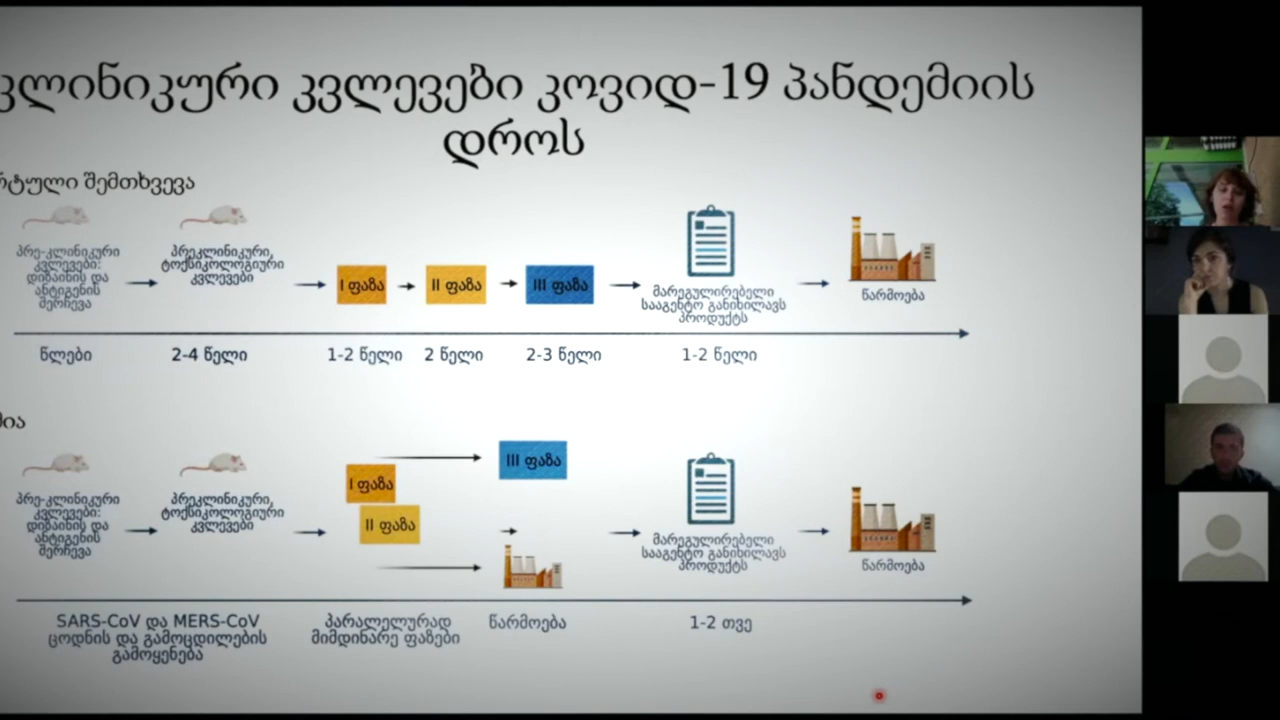 კლინიკური კვლევები კოვიდ-19 პანდემიის
დროს
შემთხვევა
პრე-კლინიკური
კვლევები:
დიზაინის და
ანტიგენის
შერჩევა
პრეკლინიკური,
ტოქსიკოლოგიური
კვლევები
I ფაზა
II ფაზა
III ფაზა
მარეგულირებელი
სააგენტო განიხილავს
პროდუქტს
წარმოება
წლები
2-4 წელი
1-2 წელი
2 წელი
2-3 წელი
1-2 წელი
პრე-კლინიკური
კვლევები:
დიზაინის და
ანტიგენის
შერჩევა
პრეკლინიკური,
ტოქსიკოლოგიური
კვლევები
I ფაზა
II ფაზა
III ფაზა
მარეგულირებელი
სააგენტო განიხილავს
პროდუქტს
წარმოება
SARS-CoV და MERS-CoV
ცოდნის და გამოცდილების
გამოყენება
პარალელურად
მიმდინარე ფაზები
წარმოება
1-2 თვე